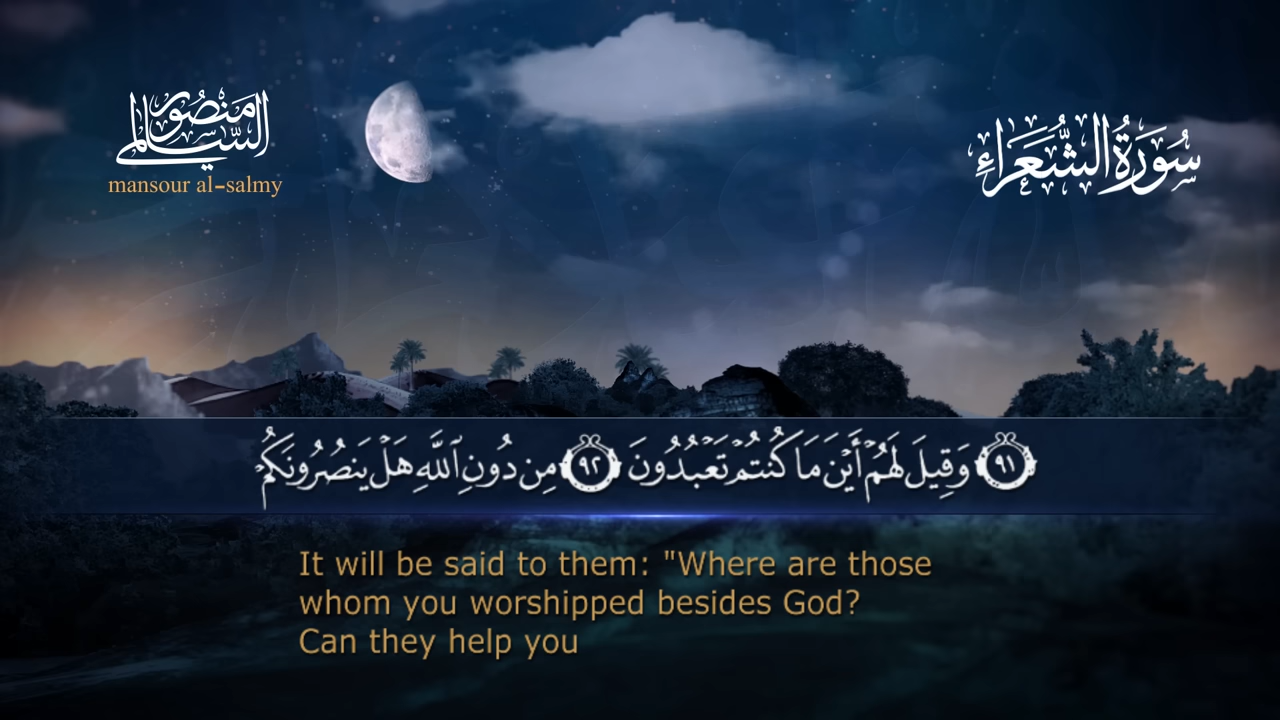 منصور السالمي
mansour al-salmy
سُورَةُ الشُّعَرَاءِ
٩١ وَقِيلَ لَهُمْ أَيْنَ مَا كُنتُمْ تَعْبُدُونَ ٩٢ مِن دُونِ ٱللَّهِ هَلْ يَنصُرُونَكُمْ
It will be said to them: "Where are those
whom you worshipped besides God?
Can they help you